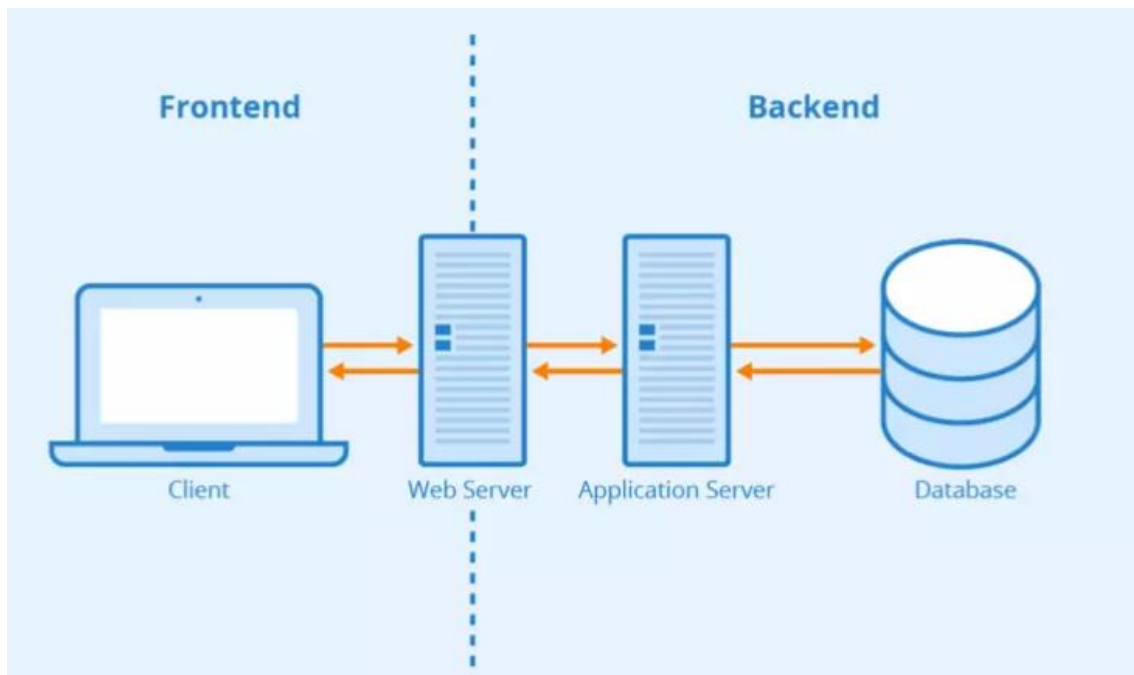 Frontend
Backend
Client
Web Server
Application Server
Database